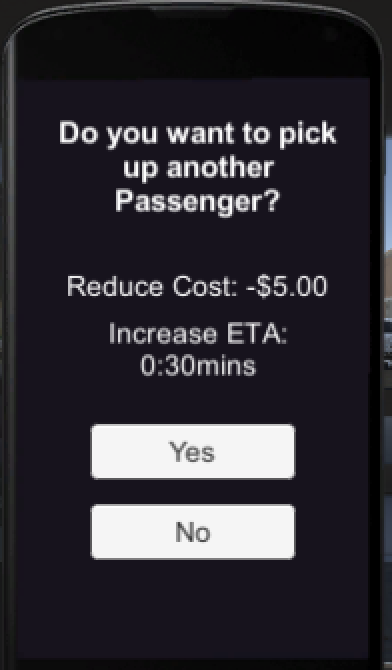 Do you want to pick
up another
Passenger?
Reduce Cost: -$5.00
Increase ETA:
0:30mins
Yes
No